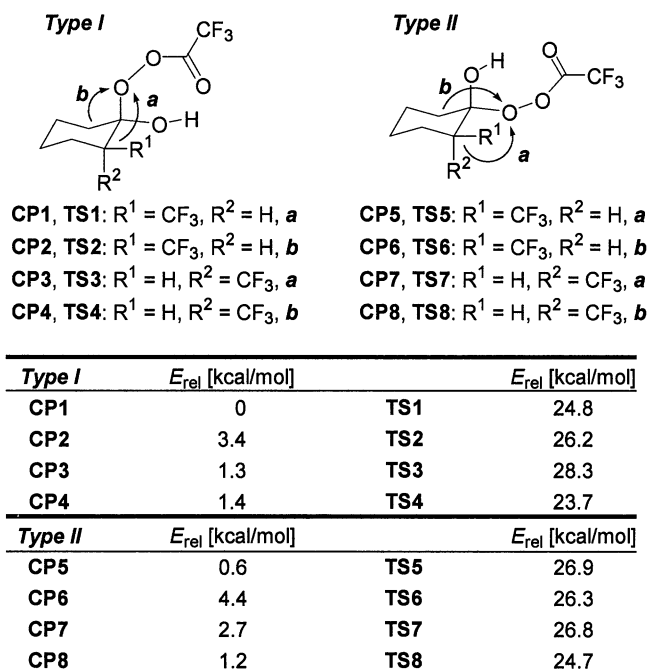 Type I
Type II
O
O
CF3
O
b
a
O
H
R1
R2
O
H
O
CF3
O
O
b
R1
R2
a
CP1, TS1: R1 = CF3, R2 = H, a
CP2, TS2: R1 = CF3, R2 = H, b
CP3, TS3: R1 = H, R2 = CF3, a
CP4, TS4: R1 = H, R2 = CF3, b
CP5, TS5: R1 = CF3, R2 = H, a
CP6, TS6: R1 = CF3, R2 = H, b
CP7, TS7: R1 = H, R2 = CF3, a
CP8, TS8: R1 = H, R2 = CF3, b
Type I Erel [kcal/mol] Erel [kcal/mol]
CP1 0 TS1 24.8
CP2 3.4 TS2 26.2
CP3 1.3 TS3 28.3
CP4 1.4 TS4 23.7
Type II Erel [kcal/mol] Erel [kcal/mol]
CP5 0.6 TS5 26.9
CP6 4.4 TS6 26.3
CP7 2.7 TS7 26.8
CP8 1.2 TS8 24.7